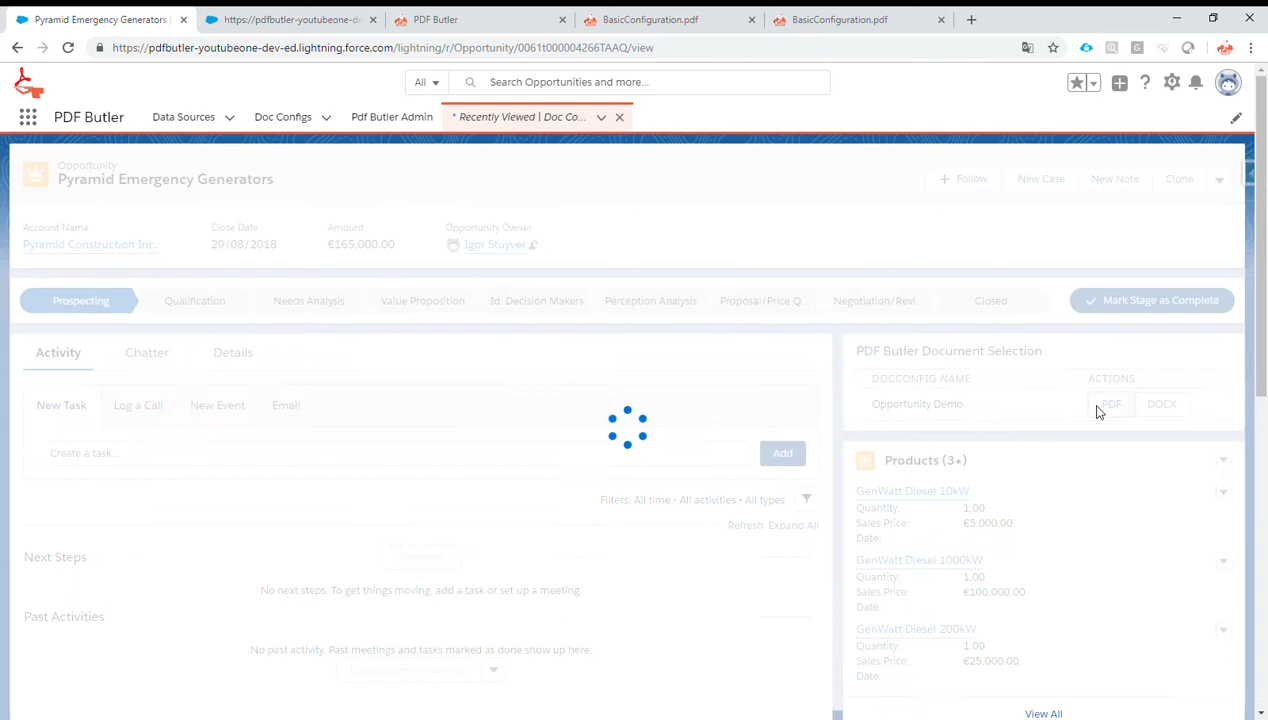 Pyramid Emergency Generators |
https://pdfbutler-youtubeone-de
PDF Butler
BasicConfiguration.pdf
BasicConfiguration.pdf
https://pdfbutler-youtubeone-dev-ed.lightning.force.com/lightning/r/Opportunity/0061t000004266TAAQ/view
All
Search Opportunities and more...
PDF Butler
Data Sources
Doc Configs
Pdf Butler Admin
* Recently Viewed | Doc Co...
Opportunity
Pyramid Emergency Generators
+ Follow
New Case
New Note
Clone
Account Name
Close Date
Amount
Opportunity Owner
Pyramid Construction Inc.
29/08/2018
€165,000.00
Igor Stuyver
Prospecting
Qualification
Needs Analysis
Value Proposition
Id. Decision Makers
Perception Analysis
Proposal/Price Q...
Negotiation/Revi...
Closed
Mark Stage as Complete
Activity
Chatter
Details
New Task
Log a Call
New Event
Email
Create a task...
Add
Filters: All time • All activities • All types
Refresh Expand All
Next Steps
No next steps. To get things moving, add a task or set up a meeting.
Past Activities
No past activity. Past meetings and tasks marked as done show up here.
PDF Butler Document Selection
DOCCONFIG NAME
ACTIONS
Opportunity Demo
PDF
DOCX
Products (3+)
GenWatt Diesel 10kW
Quantity: 1,00
Sales Price: €5,000.00
Date:
GenWatt Diesel 1000kW
Quantity: 1,00
Sales Price: €100,000.00
Date:
GenWatt Diesel 200kW
Quantity: 1,00
Sales Price: €25,000.00
Date:
View All